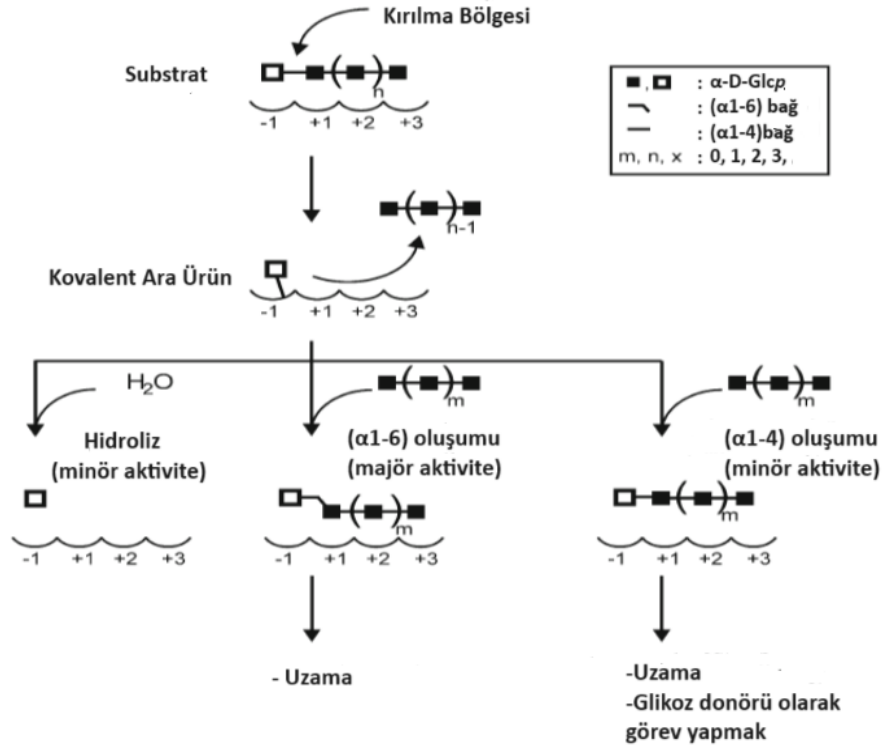 Kırılma Bölgesi
Substrat
n
-1 +1 +2 +3
■, □ : α-D-Glcp
: (α1-6) bağ
: (α1-4)bağ
m, n, x : 0, 1, 2, 3,
n-1
Kovalent Ara Ürün
-1 +1 +2 +3
H₂O
m
m
Hidroliz
(minör aktivite)
(α1-6) oluşumu
(majör aktivite)
(α1-4) oluşumu
(minör aktivite)
m
m
-1 +1 +2 +3
-1 +1 +2 +3
-1 +1 +2 +3
- Uzama
-Uzama
-Glikoz donörü olarak
görev yapmak